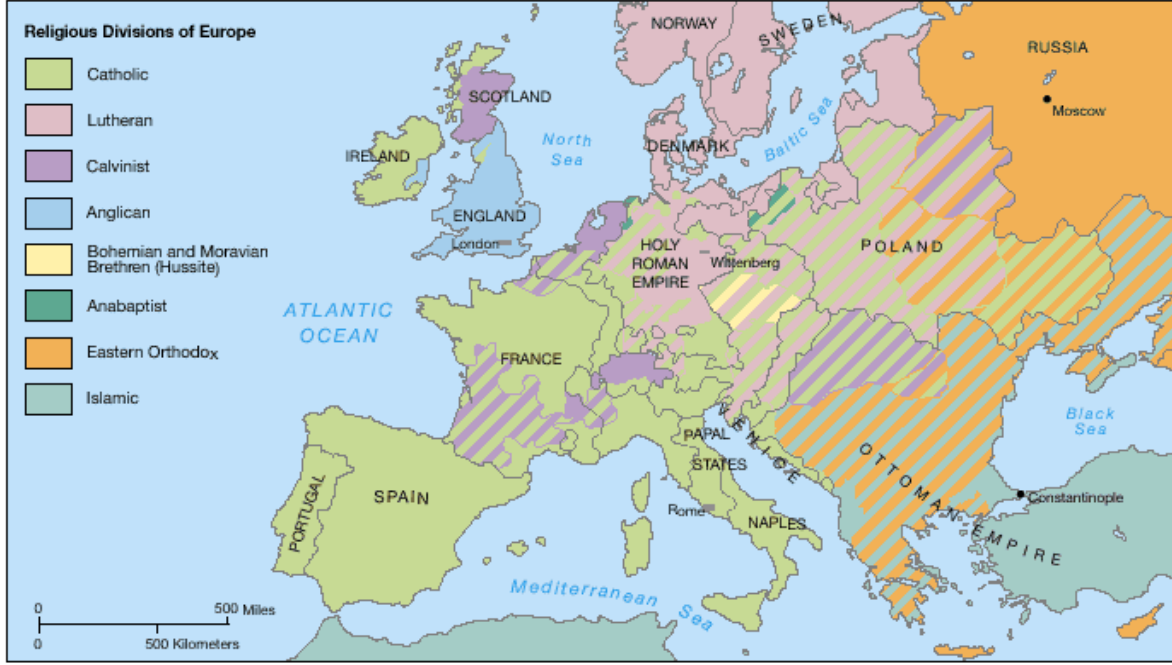 Religious Divisions of Europe
Catholic
Lutheran
Calvinist
Anglican
Bohemian and Moravian
Brethren (Hussite)
Anabaptist
Eastern Orthodox
Islamic
NORWAY
SWEDEN
RUSSIA
Moscow
SCOTLAND
North
Sea
DENMARK
Baltic Sea
IRELAND
ENGLAND
London
HOLY
ROMAN
EMPIRE
Wittenberg
POLAND
ATLANTIC
OCEAN
FRANCE
Black
Sea
VENICE
PAPAL
STATES
OTTOMAN EMPIRE
PORTUGAL
SPAIN
Rome
NAPLES
Constantinople
Mediterranean Sea
0
500 Miles
0
500 Kilometers